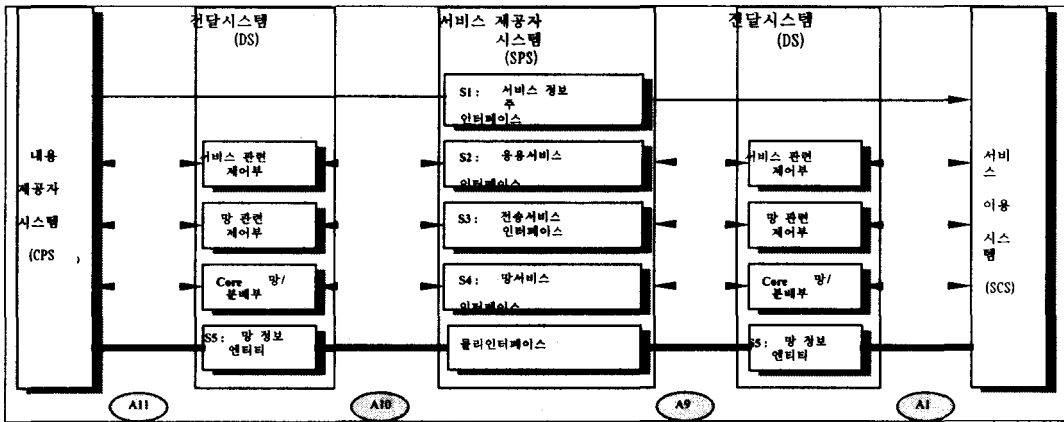 전달시스템
(DS)
서비스 제공자
시스템
(SPS)
전달시스템
(DS)
S1: 서비스 정보
주
인터페이스
내용
제공자
시스템
(CPS
)
서비스 관련
제어부
S2: 응용서비스
인터페이스
서비스 관련
제어부
서비
스
이용
시스
템
(SCS)
망 관련
제어부
S3: 전송서비스
인터페이스
망 관련
제어부
Core 망/
분배부
S4: 망서비스
인터페이스
Core 망/
분배부
S5: 망 정보
엔티티
물리인터페이스
S5: 망 정보
엔티티
A11
A10
A9
A1